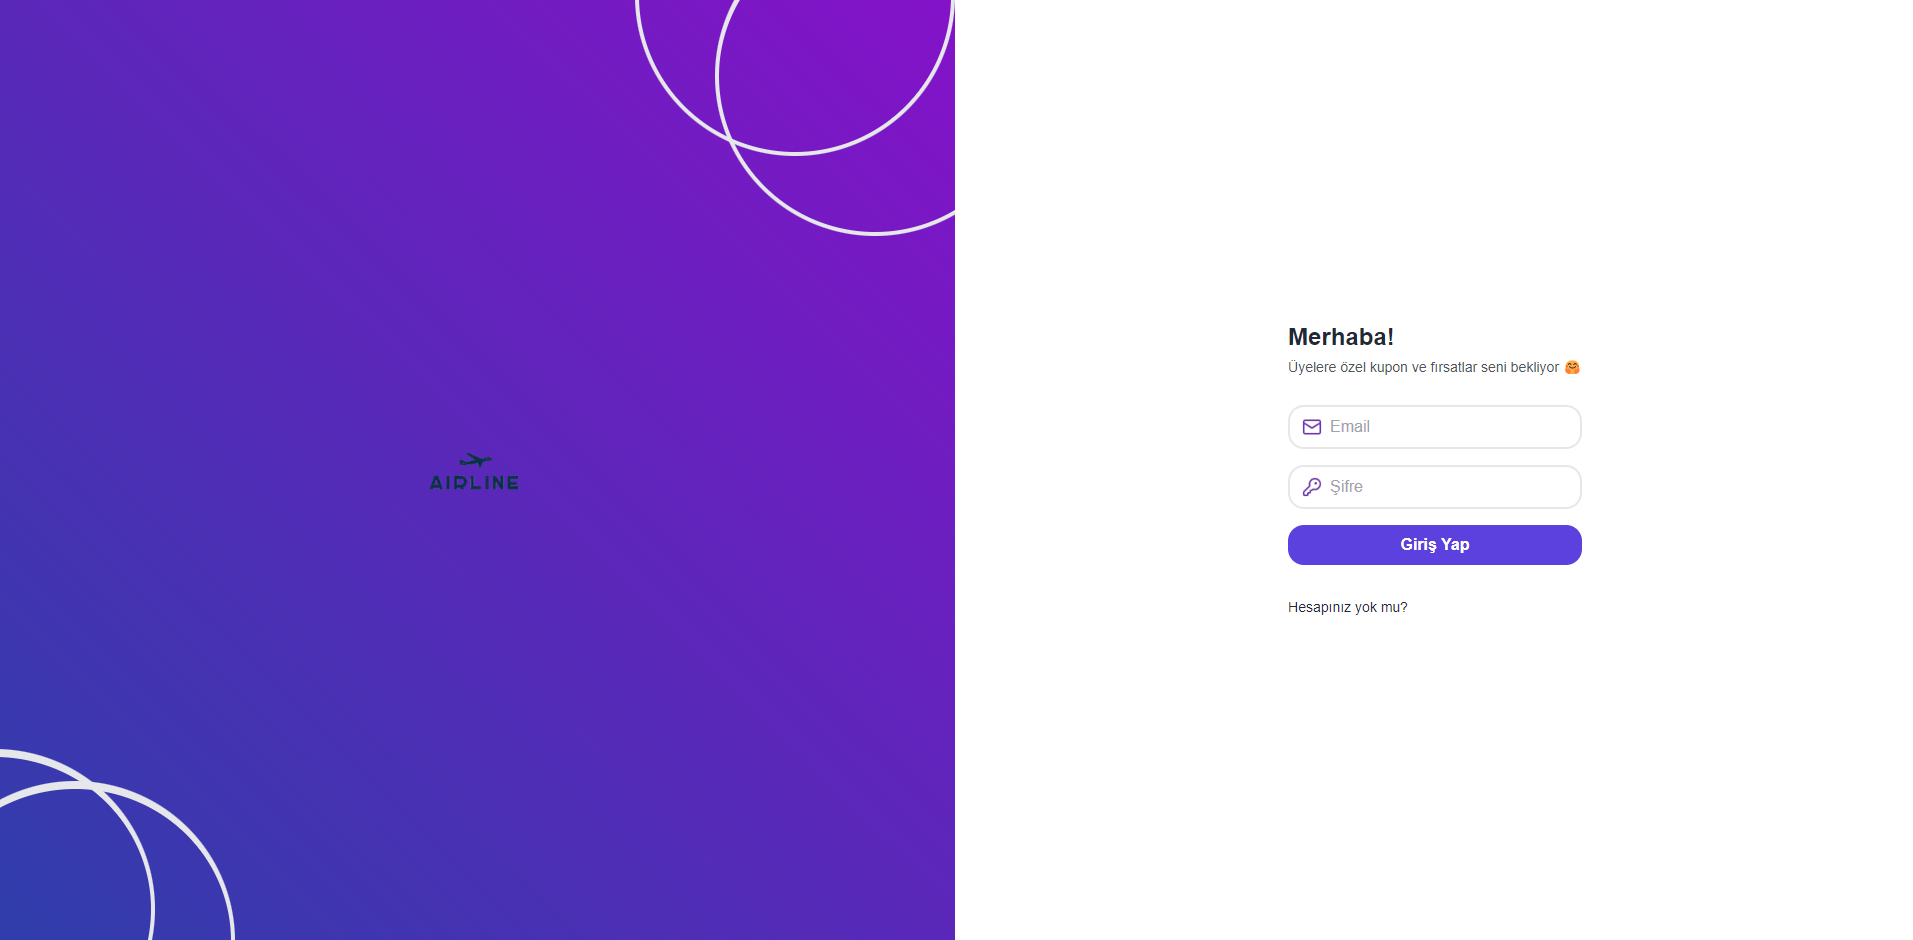 AIRLINE
Merhaba!
Üyelere özel kupon ve fırsatlar seni bekliyor 🤗
Email
Şifre
Giriş Yap
Hesapınız yok mu?